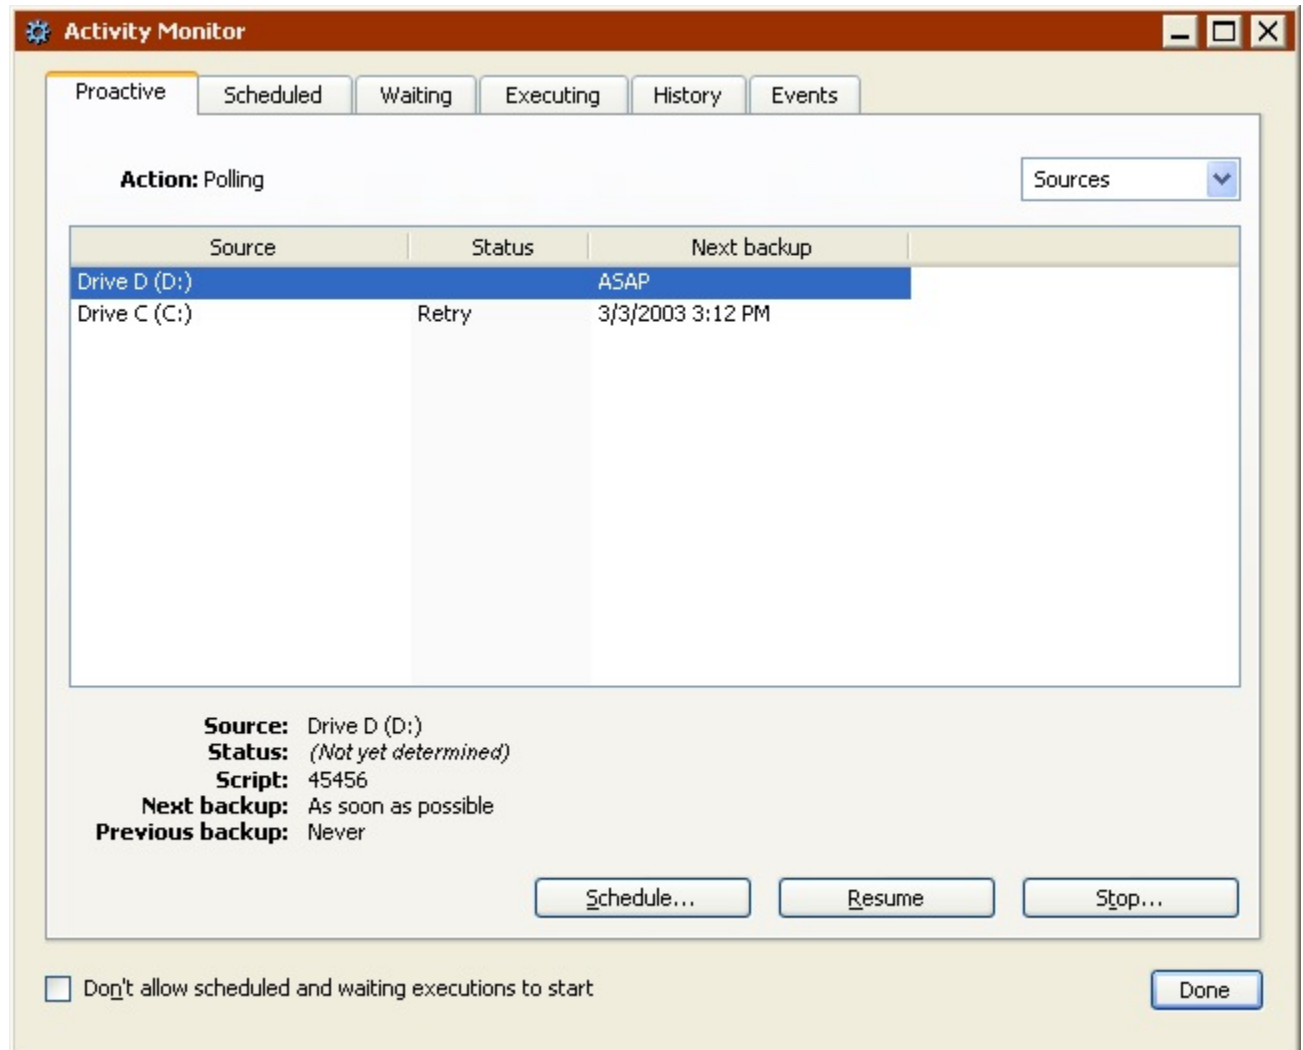 Activity Monitor
Proactive Scheduled Waiting Executing History Events
Action: Polling Sources
Source Status Next backup
Drive D (D:) ASAP
Drive C (C:) Retry 3/3/2003 3:12 PM
Source: Drive D (D:)
Status: (Not yet determined)
Script: 45456
Next backup: As soon as possible
Previous backup: Never
Schedule... Resume Stop...
Don't allow scheduled and waiting executions to start Done